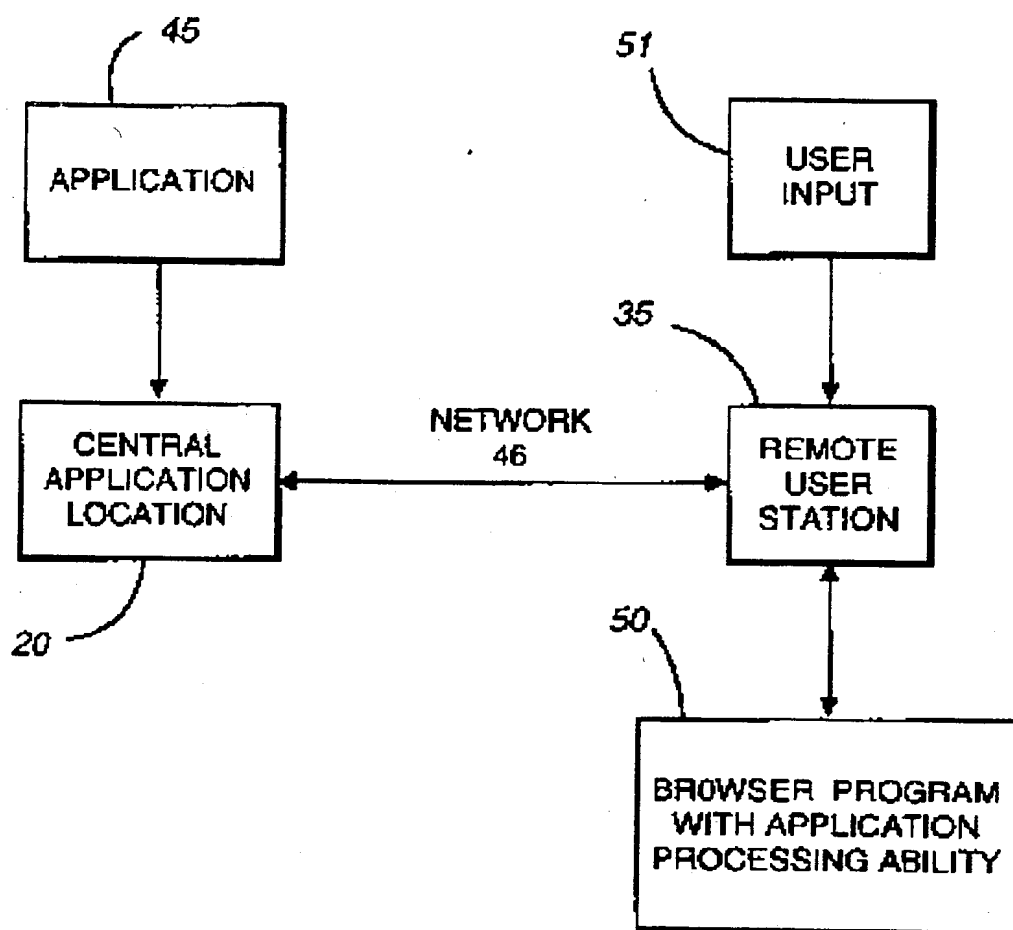 45
APPLICATION
51
USER
INPUT
CENTRAL
APPLICATION
LOCATION
20
NETWORK
46
35
REMOTE
USER
STATION
50
BROWSER PROGRAM
WITH APPLICATION
PROCESSING ABILITY